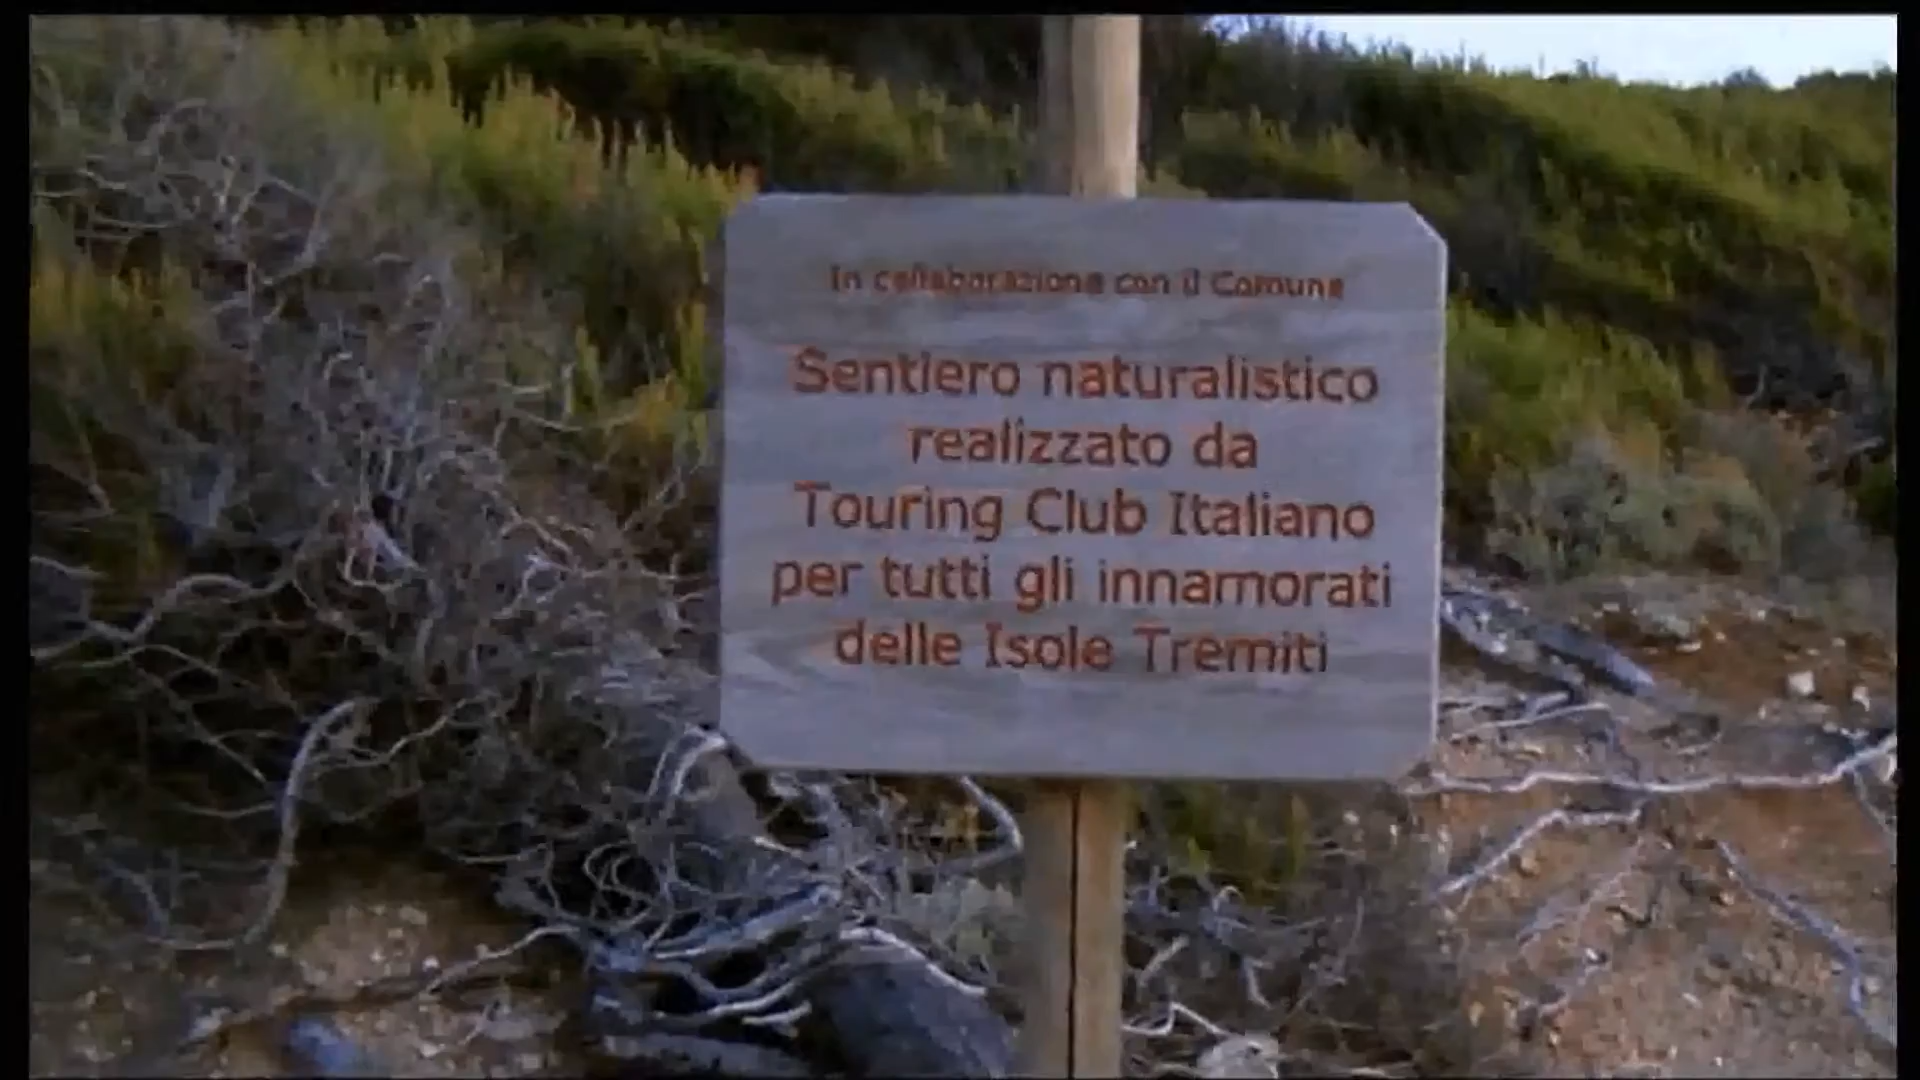 In collaborazione con il Comune
Sentiero naturalistico
realizzato da
Touring Club Italiano
per tutti gli innamorati
delle Isole Tremiti